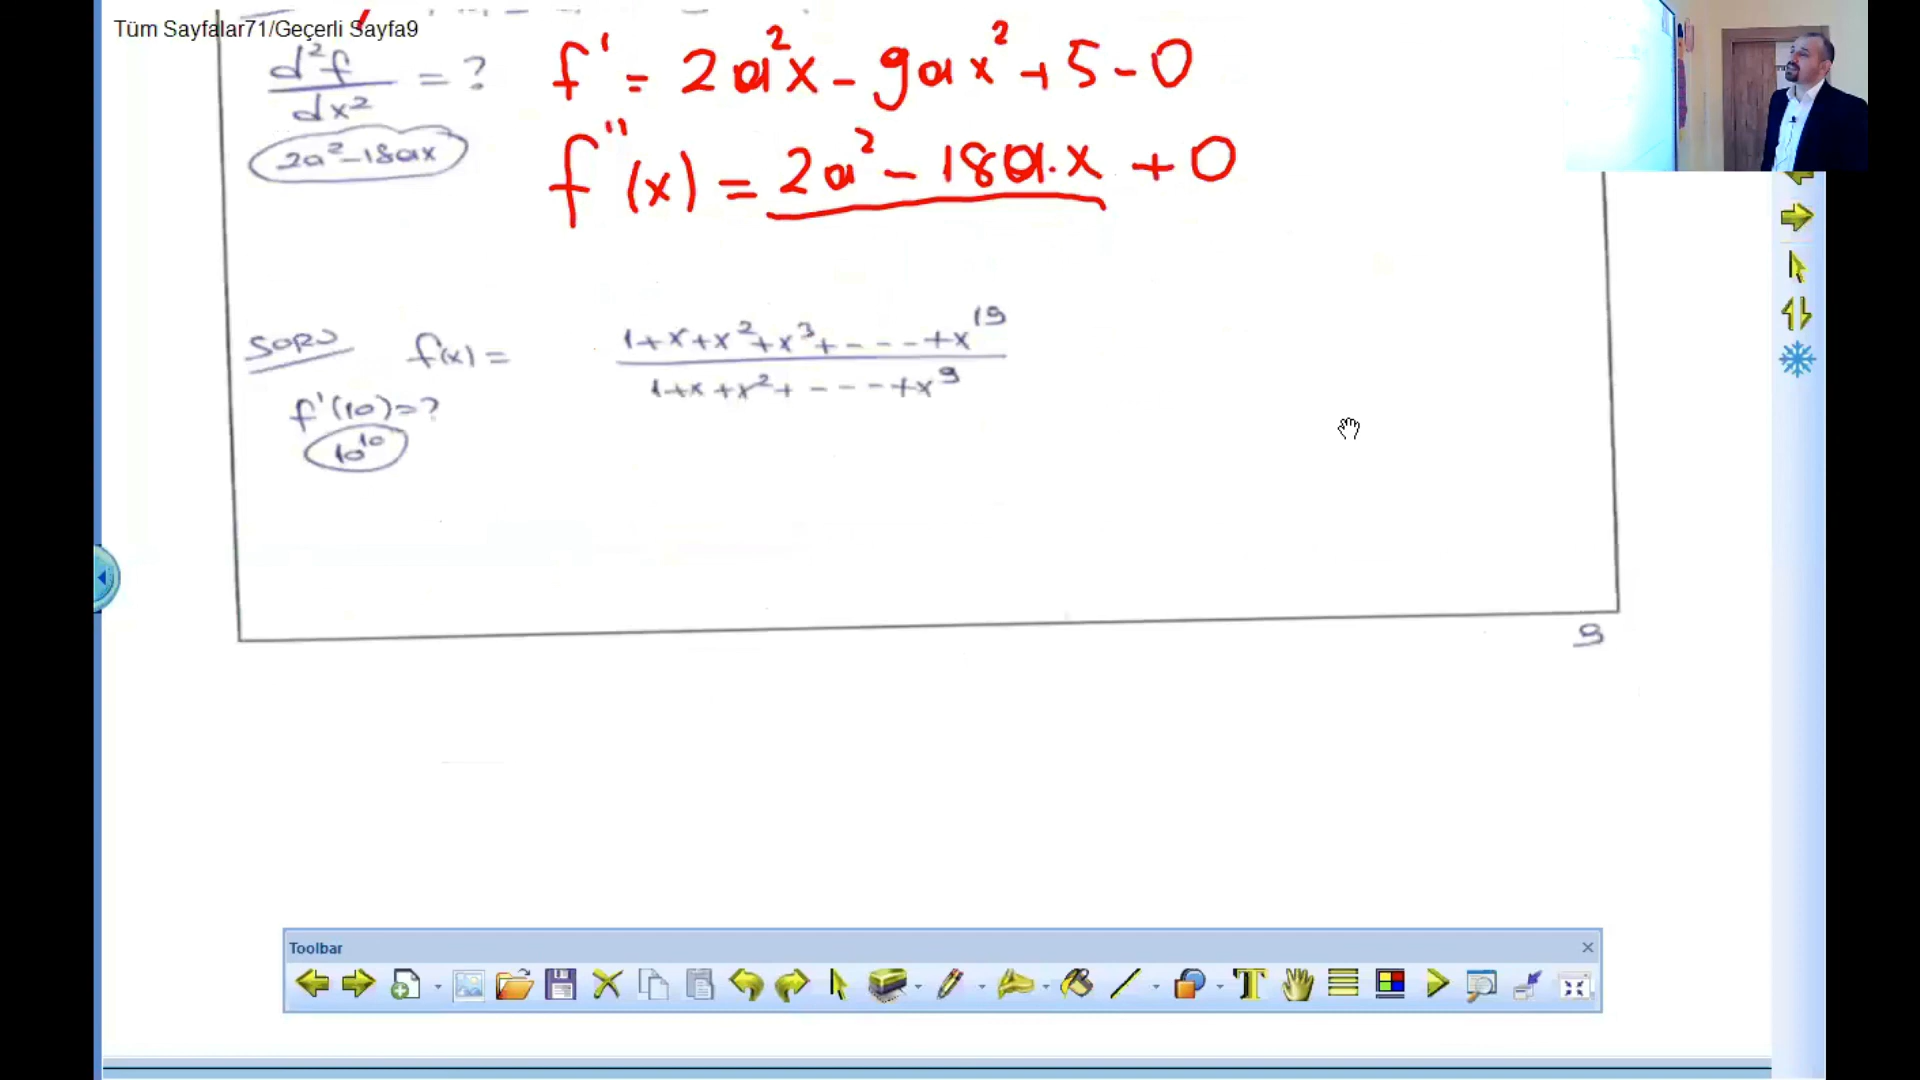 Tüm Sayfalar71/Geçerli Sayfa9
d²f/dx² = ?
f' = 2a²x - 9ax² + 5 - 0
2a²-18ax
f''(x) = 2a² - 18a.x + 0
SORU f(x) = (1+x+x²+x³+----+x¹⁹)/(1+x+x²+----+x⁹)
f'(10)=?
10¹⁰
9
Toolbar